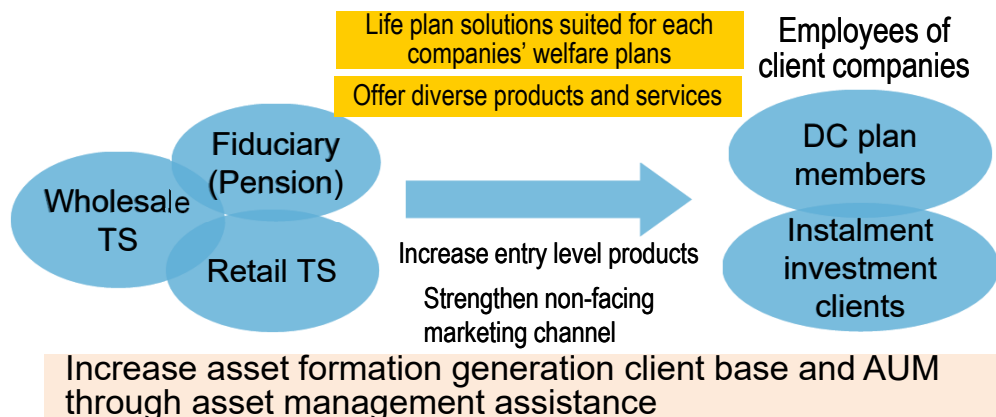 Life plan solutions suited for each
companies' welfare plans
Offer diverse products and services
Employees of
client companies
Fiduciary
(Pension)
Wholesale
TS
Retail TS
Increase entry level products
Strengthen non-facing
marketing channel
DC plan
members
Instalment
investment
clients
Increase asset formation generation client base and AUM
through asset management assistance